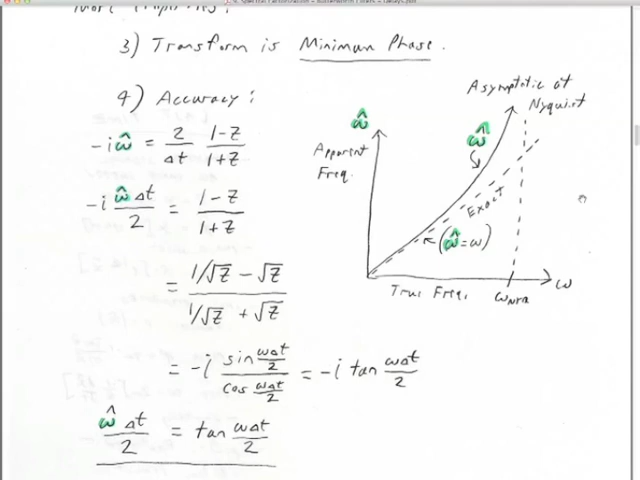 3) Transform is Minimum Phase.
4) Accuracy:
-i ω̂ = 2/Δt (1-Z)/(1+Z)
-i ω̂Δt/2 = (1-Z)/(1+Z)
= (1/√Z - √Z)/(1/√Z + √Z)
= -i (sin ωΔt/2)/(cos ωΔt/2) = -i tan ωΔt/2
ω̂Δt/2 = tan ωΔt/2
Asymptotic at
Nyquist
ω̂
Apparent
Freq.
ω̂
Exact
(ω̂=ω)
True Freq.
ω